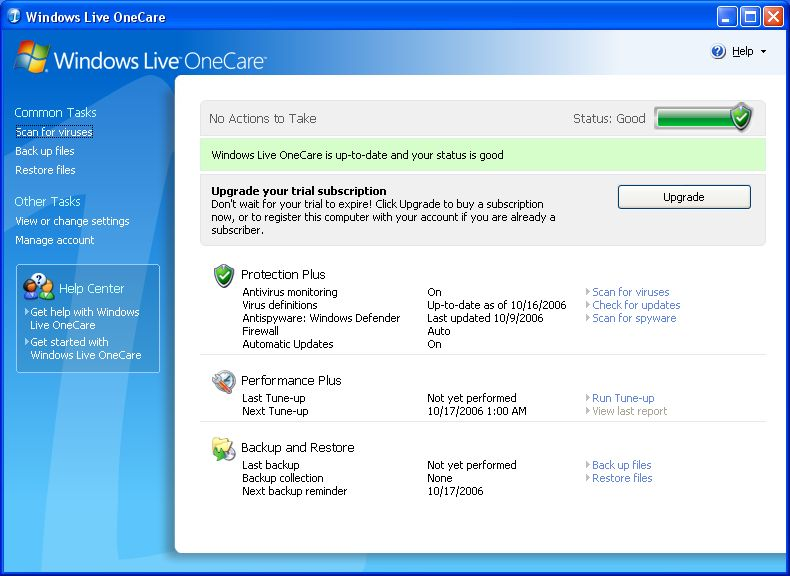 Windows Live OneCare
Windows Live OneCare
Help
Common Tasks
Scan for viruses
Back up files
Restore files
Other Tasks
View or change settings
Manage account
Help Center
Get help with Windows
Live OneCare
Get started with
Windows Live OneCare
No Actions to Take Status: Good
Windows Live OneCare is up-to-date and your status is good
Upgrade your trial subscription
Don't wait for your trial to expire! Click Upgrade to buy a subscription
now, or to register this computer with your account if you are already a
subscriber.
Upgrade
Protection Plus
Antivirus monitoring On Scan for viruses
Virus definitions Up-to-date as of 10/16/2006 Check for updates
Antispyware: Windows Defender Last updated 10/9/2006 Scan for spyware
Firewall Auto
Automatic Updates On
Performance Plus
Last Tune-up Not yet performed Run Tune-up
Next Tune-up 10/17/2006 1:00 AM View last report
Backup and Restore
Last backup Not yet performed Back up files
Backup collection None Restore files
Next backup reminder 10/17/2006